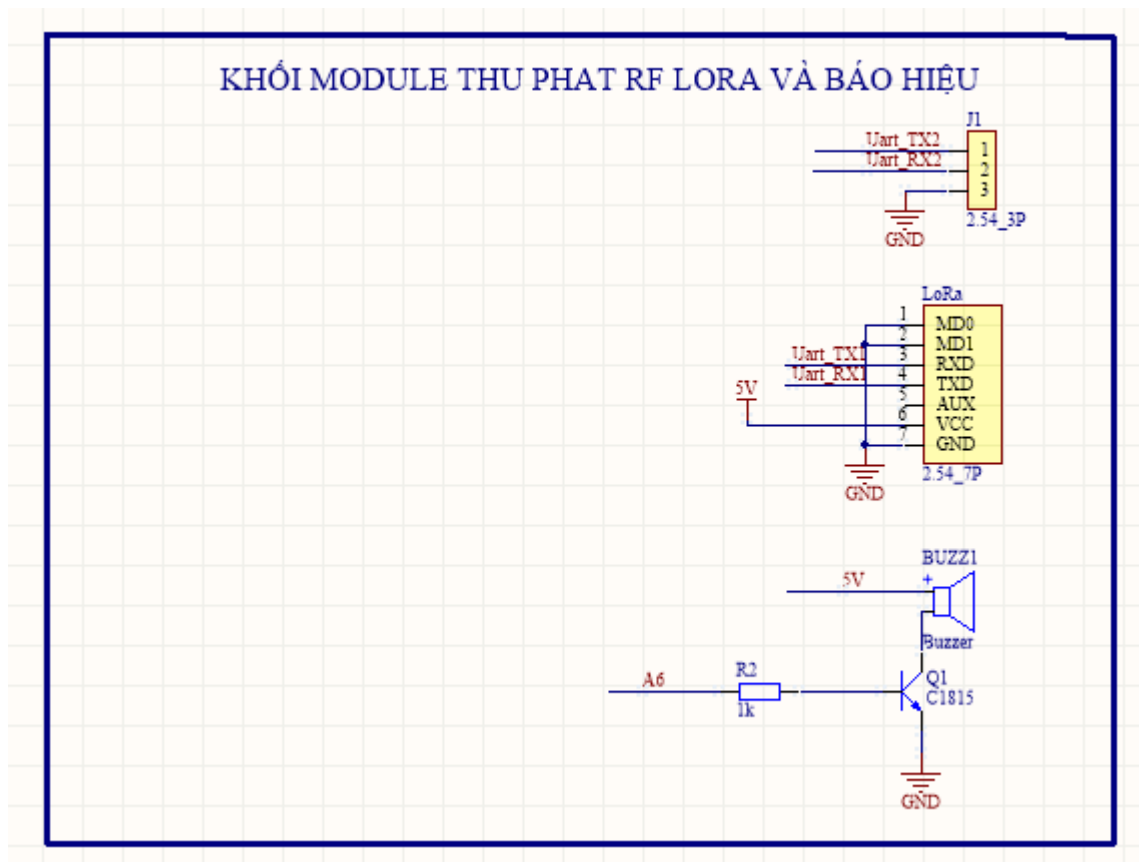 KHỐI MODULE THU PHAT RF LORA VÀ BÁO HIỆU
J1
Uart_TX2
1
Uart_RX2
2
3
GND
2.54_3P
LoRa
1
MD0
2
MD1
Uart_TX1
3
RXD
Uart_RX1
4
TXD
5V
5
AUX
6
VCC
7
GND
2.54_7P
GND
BUZZ1
5V
+
Buzzer
A6
R2
1k
Q1
C1815
GND